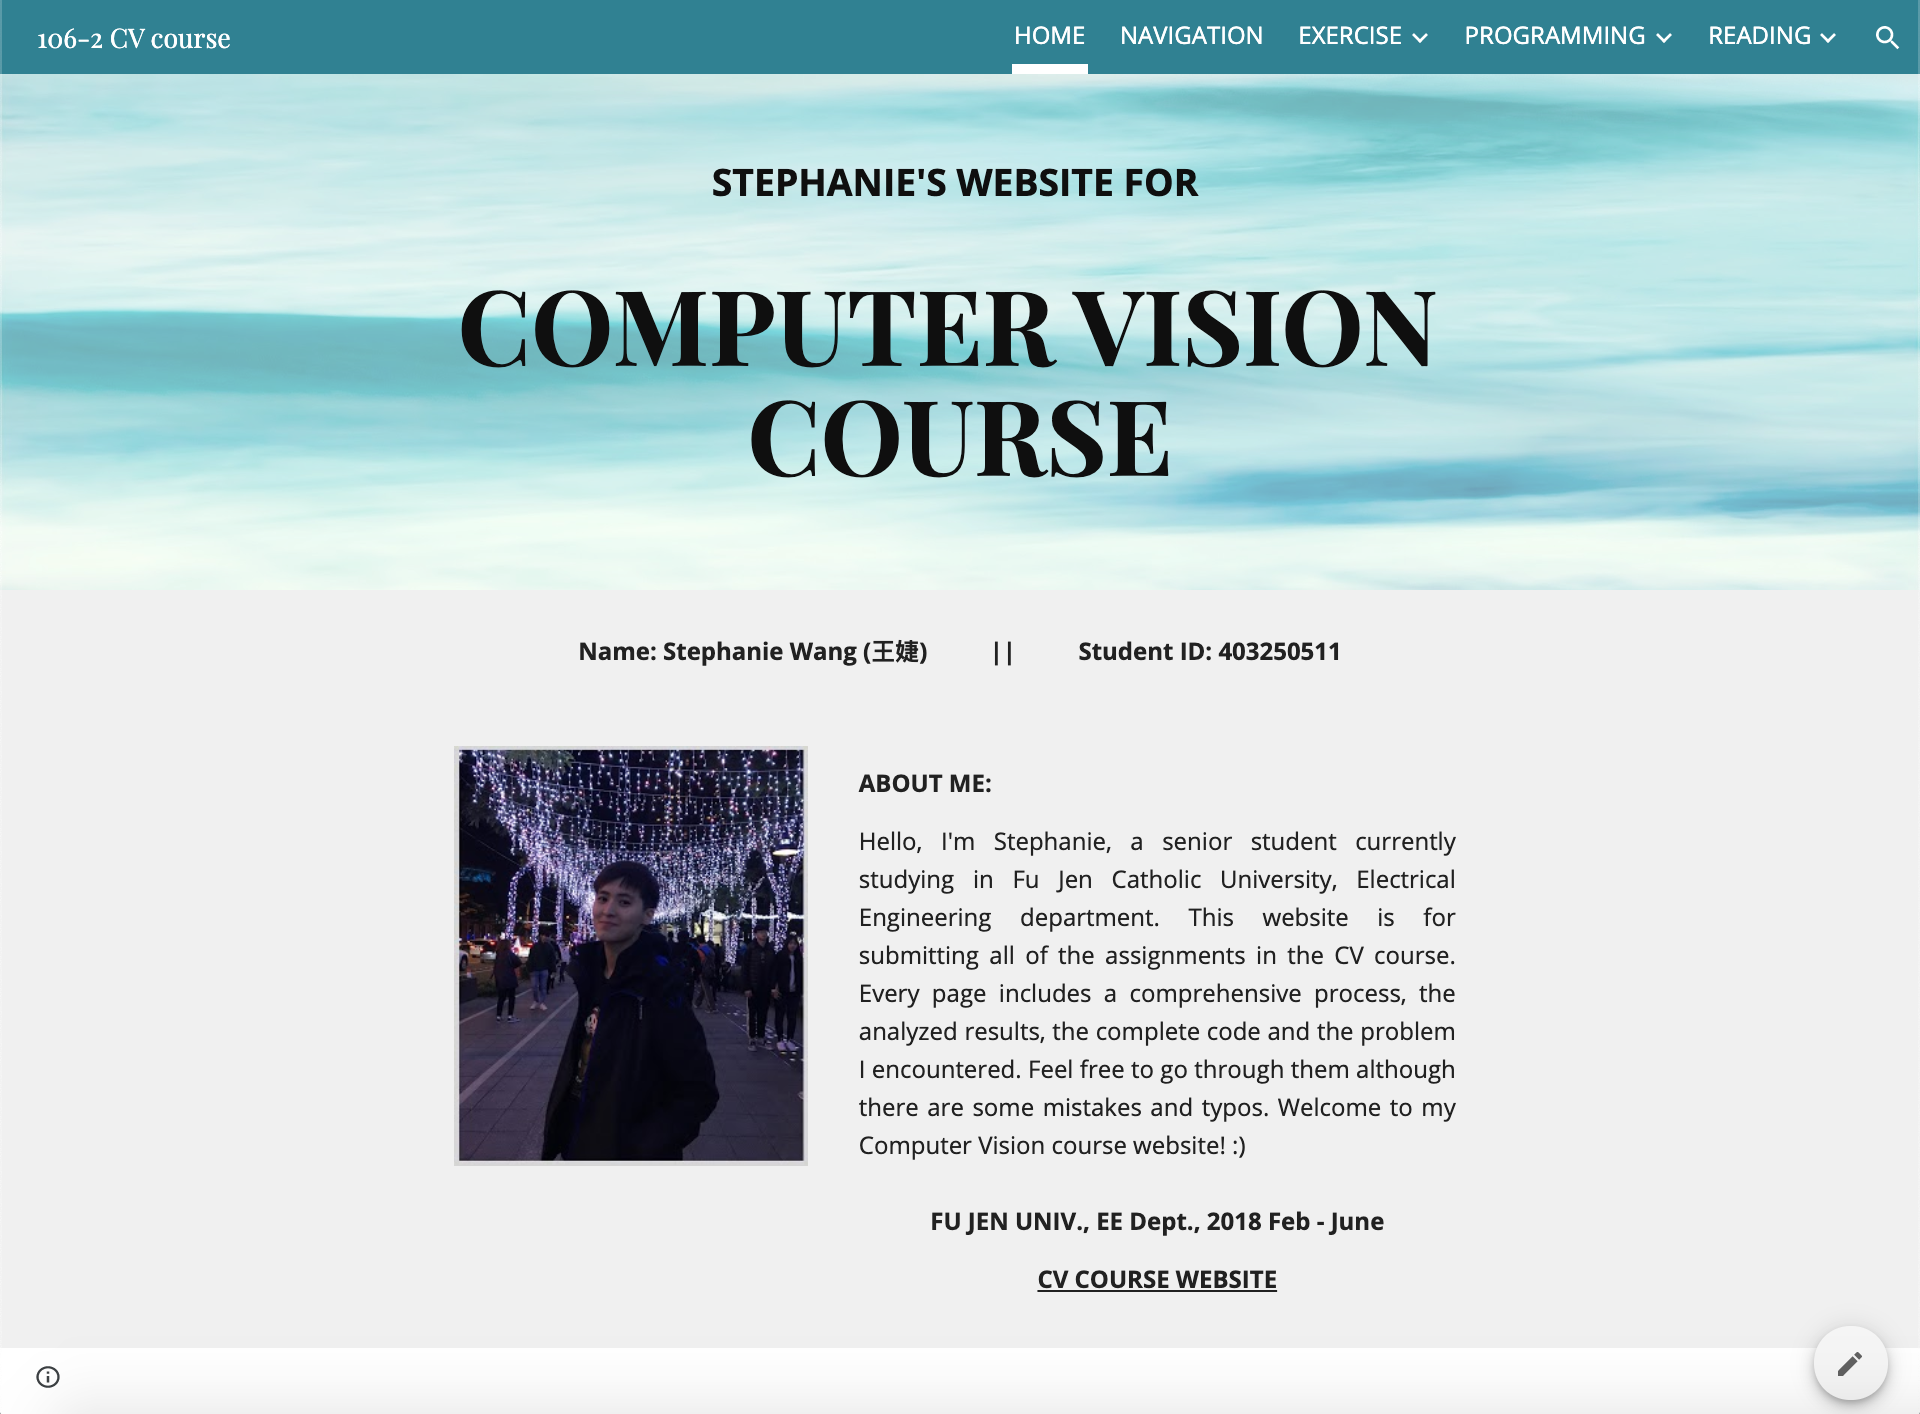 106-2 CV course
HOME NAVIGATION EXERCISE PROGRAMMING READING
STEPHANIE'S WEBSITE FOR
COMPUTER VISION
COURSE
Name: Stephanie Wang (王婕) || Student ID: 403250511
ABOUT ME:
Hello, I'm Stephanie, a senior student currently
studying in Fu Jen Catholic University, Electrical
Engineering department. This website is for
submitting all of the assignments in the CV course.
Every page includes a comprehensive process, the
analyzed results, the complete code and the problem
I encountered. Feel free to go through them although
there are some mistakes and typos. Welcome to my
Computer Vision course website! :)
FU JEN UNIV., EE Dept., 2018 Feb - June
CV COURSE WEBSITE